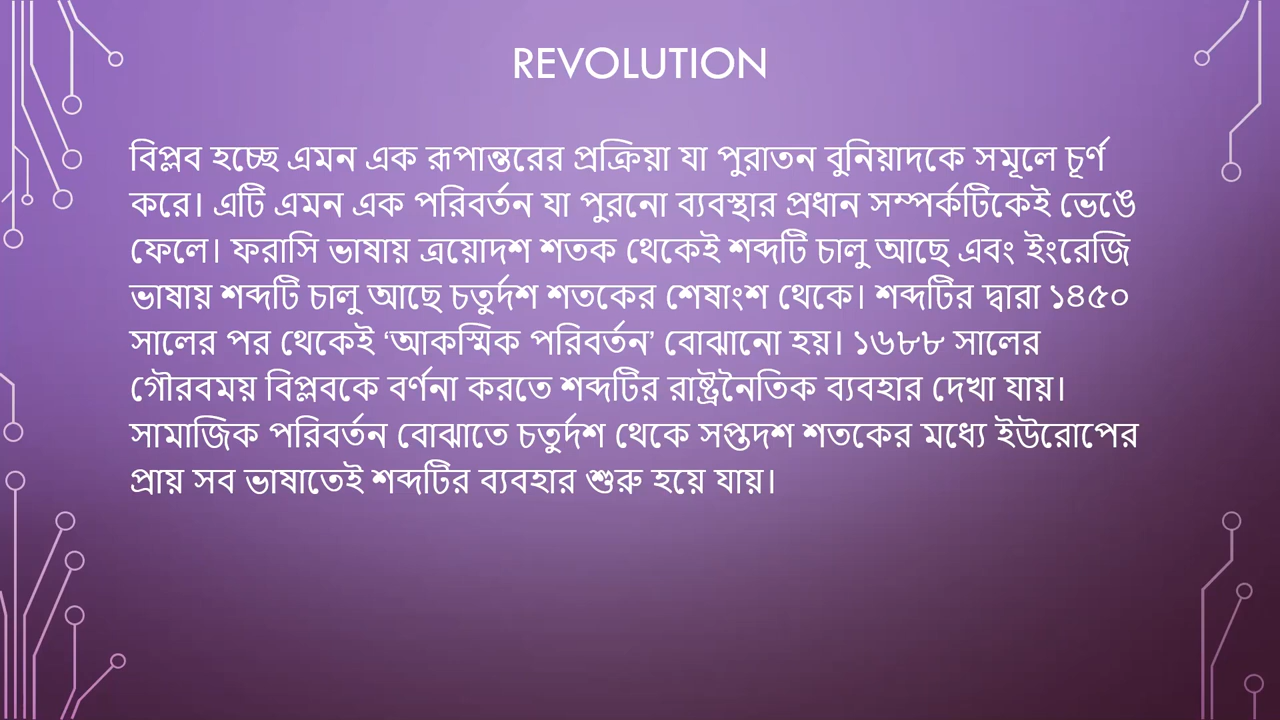 REVOLUTION
বিপ্লব হচ্ছে এমন এক রূপান্তরের প্রক্রিয়া যা পুরাতন বুনিয়াদকে সমূলে চূর্ণ
করে। এটি এমন এক পরিবর্তন যা পুরনো ব্যবস্থার প্রধান সম্পর্কটিকেই ভেঙে
ফেলে। ফরাসি ভাষায় ত্রয়োদশ শতক থেকেই শব্দটি চালু আছে এবং ইংরেজি
ভাষায় শব্দটি চালু আছে চতুর্দশ শতকের শেষাংশ থেকে। শব্দটির দ্বারা ১৪৫০
সালের পর থেকেই ‘আকস্মিক পরিবর্তন’ বোঝানো হয়। ১৬৮৮ সালের
গৌরবময় বিপ্লবকে বর্ণনা করতে শব্দটির রাষ্ট্রনৈতিক ব্যবহার দেখা যায়।
সামাজিক পরিবর্তন বোঝাতে চতুর্দশ থেকে সপ্তদশ শতকের মধ্যে ইউরোপের
প্রায় সব ভাষাতেই শব্দটির ব্যবহার শুরু হয়ে যায়।